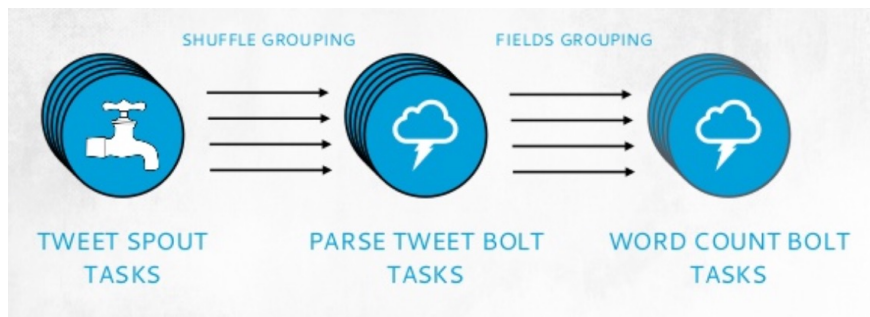 SHUFFLE GROUPING
FIELDS GROUPING
TWEET SPOUT
TASKS
PARSE TWEET BOLT
TASKS
WORD COUNT BOLT
TASKS